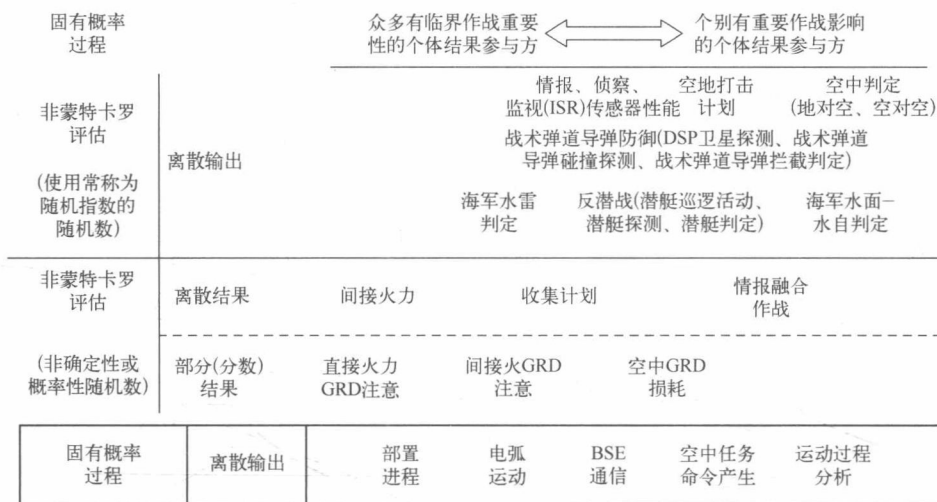 固有概率
过程
众多有临界作战重要
性的个体结果参与方
个别有重要作战影响
的个体结果参与方
非蒙特卡罗
评估
(使用常称为
随机指数的
随机数)
离散输出
情报、侦察、
监视(ISR)传感器性能
空地打击
计划
空中判定
(地对空、空对空)
战术弹道导弹防御(DSP卫星探测、战术弹道
导弹碰撞探测、战术弹道导弹拦截判定)
海军水雷
判定
反潜战(潜艇巡逻活动、
潜艇探测、潜艇判定)
海军水面-
水自判定
非蒙特卡罗
评估
(非确定性或
概率性随机数)
离散结果
间接火力
收集计划
情报融合
作战
部分(分数)
结果
直接火力
GRD注意
间接火GRD
注意
空中GRD
损耗
固有概率
过程
离散输出
部置
进程
电弧
运动
BSE
通信
空中任务
命令产生
运动过程
分析